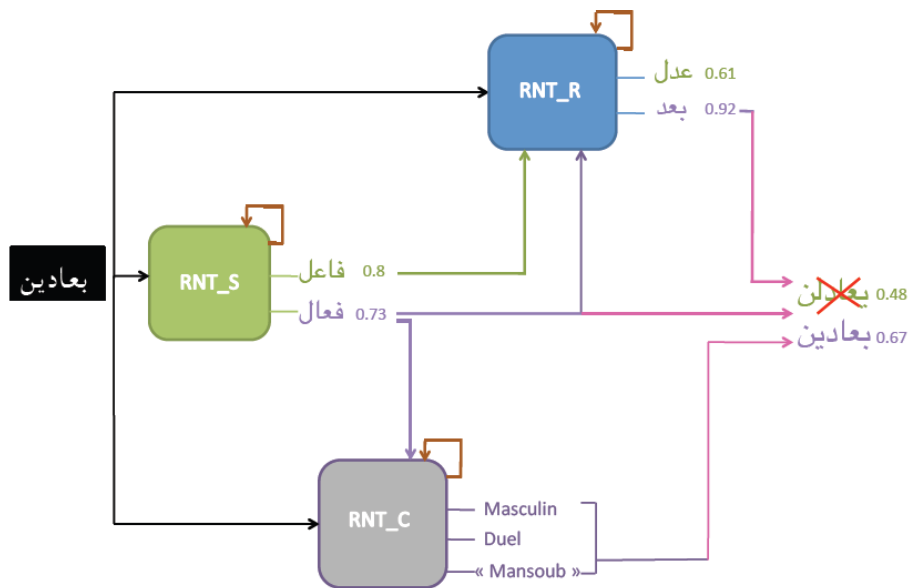 RNT_R
عدل 0.61
بعد 0.92
بعادين
RNT_S
فاعل 0.8
فعال 0.73
بعادلن 0.48
بعادين 0.67
RNT_C
Masculin
Duel
« Mansoub »